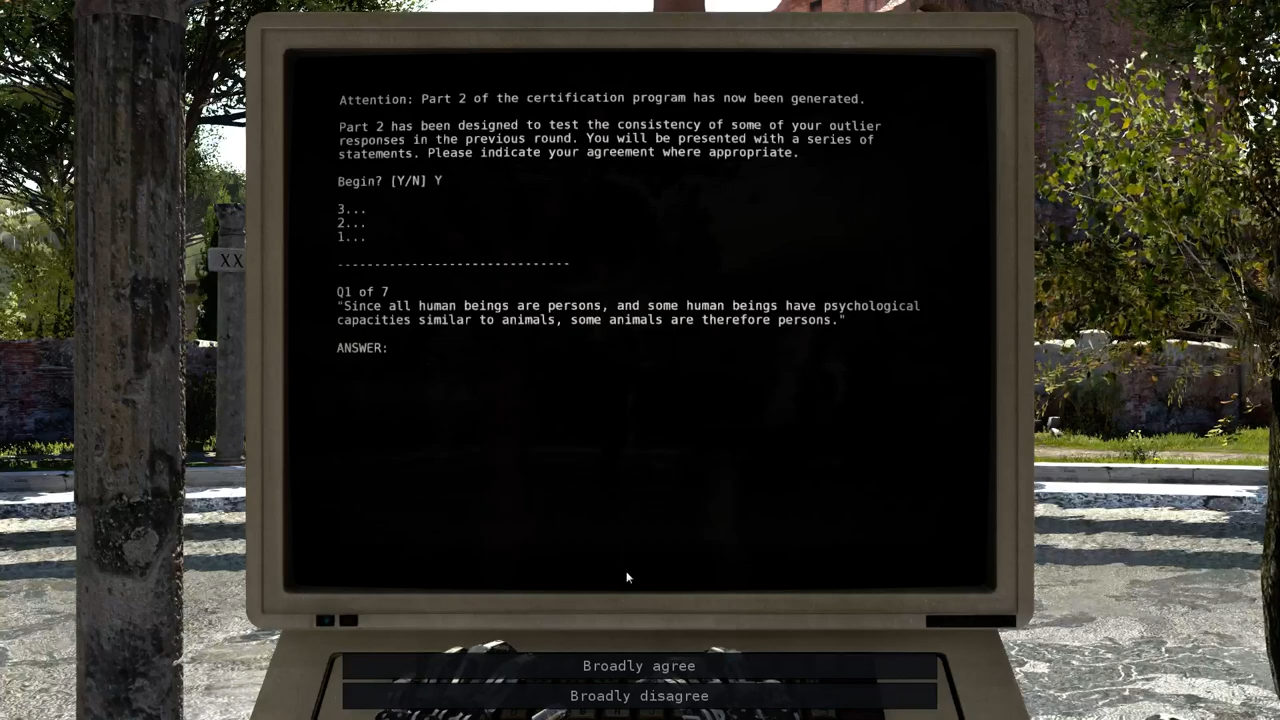 Attention: Part 2 of the certification program has now been generated.
Part 2 has been designed to test the consistency of some of your outlier
responses in the previous round. You will be presented with a series of
statements. Please indicate your agreement where appropriate.
Begin? [Y/N] Y
3...
2...
1...
-------------------------------
XX
Q1 of 7
"Since all human beings are persons, and some human beings have psychological
capacities similar to animals, some animals are therefore persons."
ANSWER:
Broadly agree
Broadly disagree